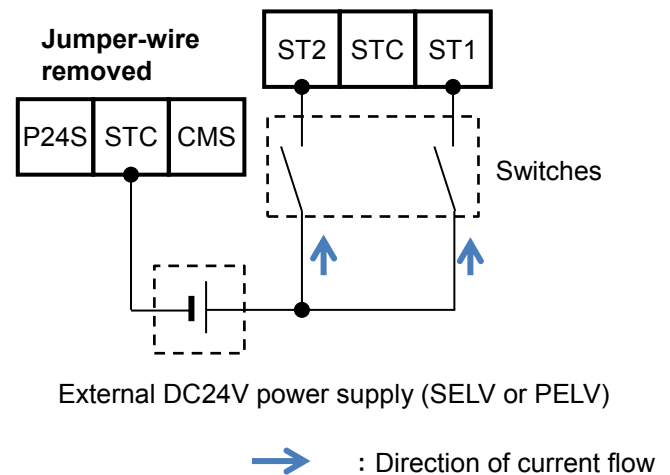 Jumper-wire
removed
ST2 STC ST1
P24S STC CMS
Switches
External DC24V power supply (SELV or PELV)
: Direction of current flow